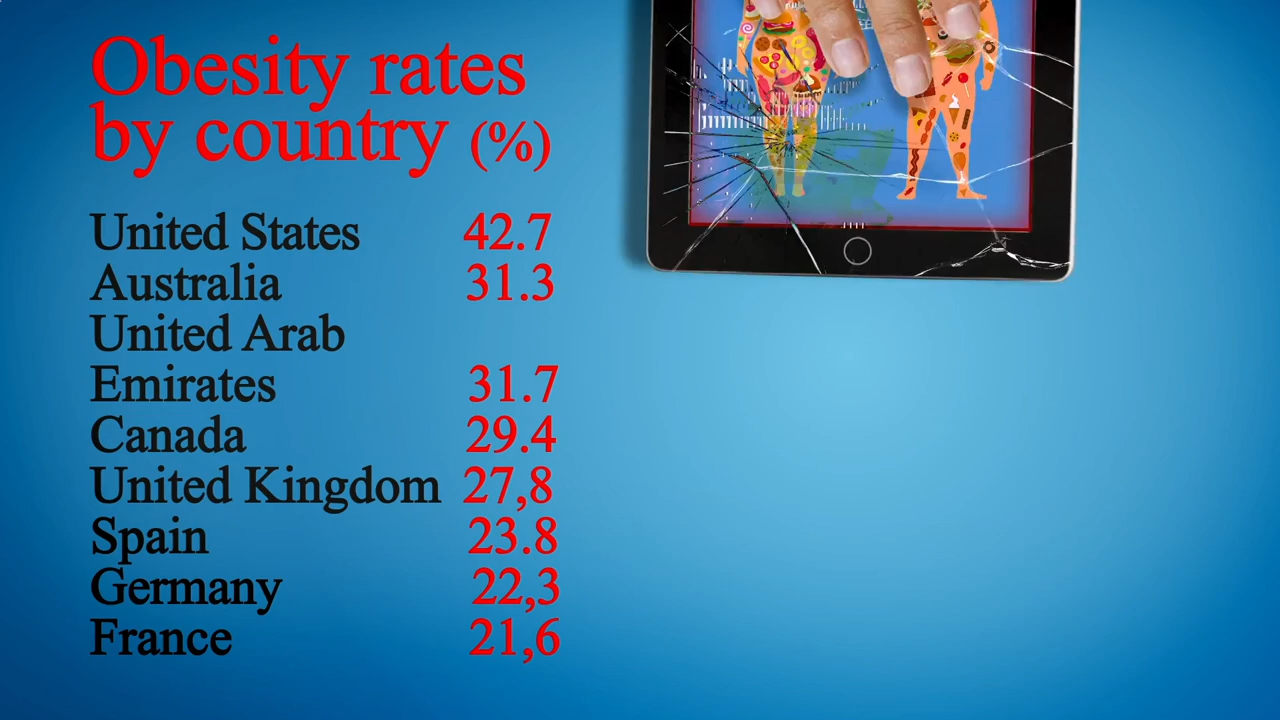 Obesity rates
by country (%)
United States 42.7
Australia 31.3
United Arab
Emirates 31.7
Canada 29.4
United Kingdom 27,8
Spain 23.8
Germany 22,3
France 21,6